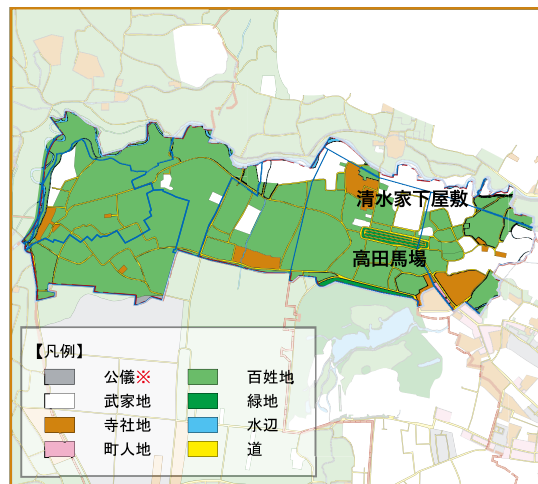 清水家下屋敷
高田馬場
【凡例】
公儀※
百姓地
武家地
緑地
寺社地
水辺
町人地
道